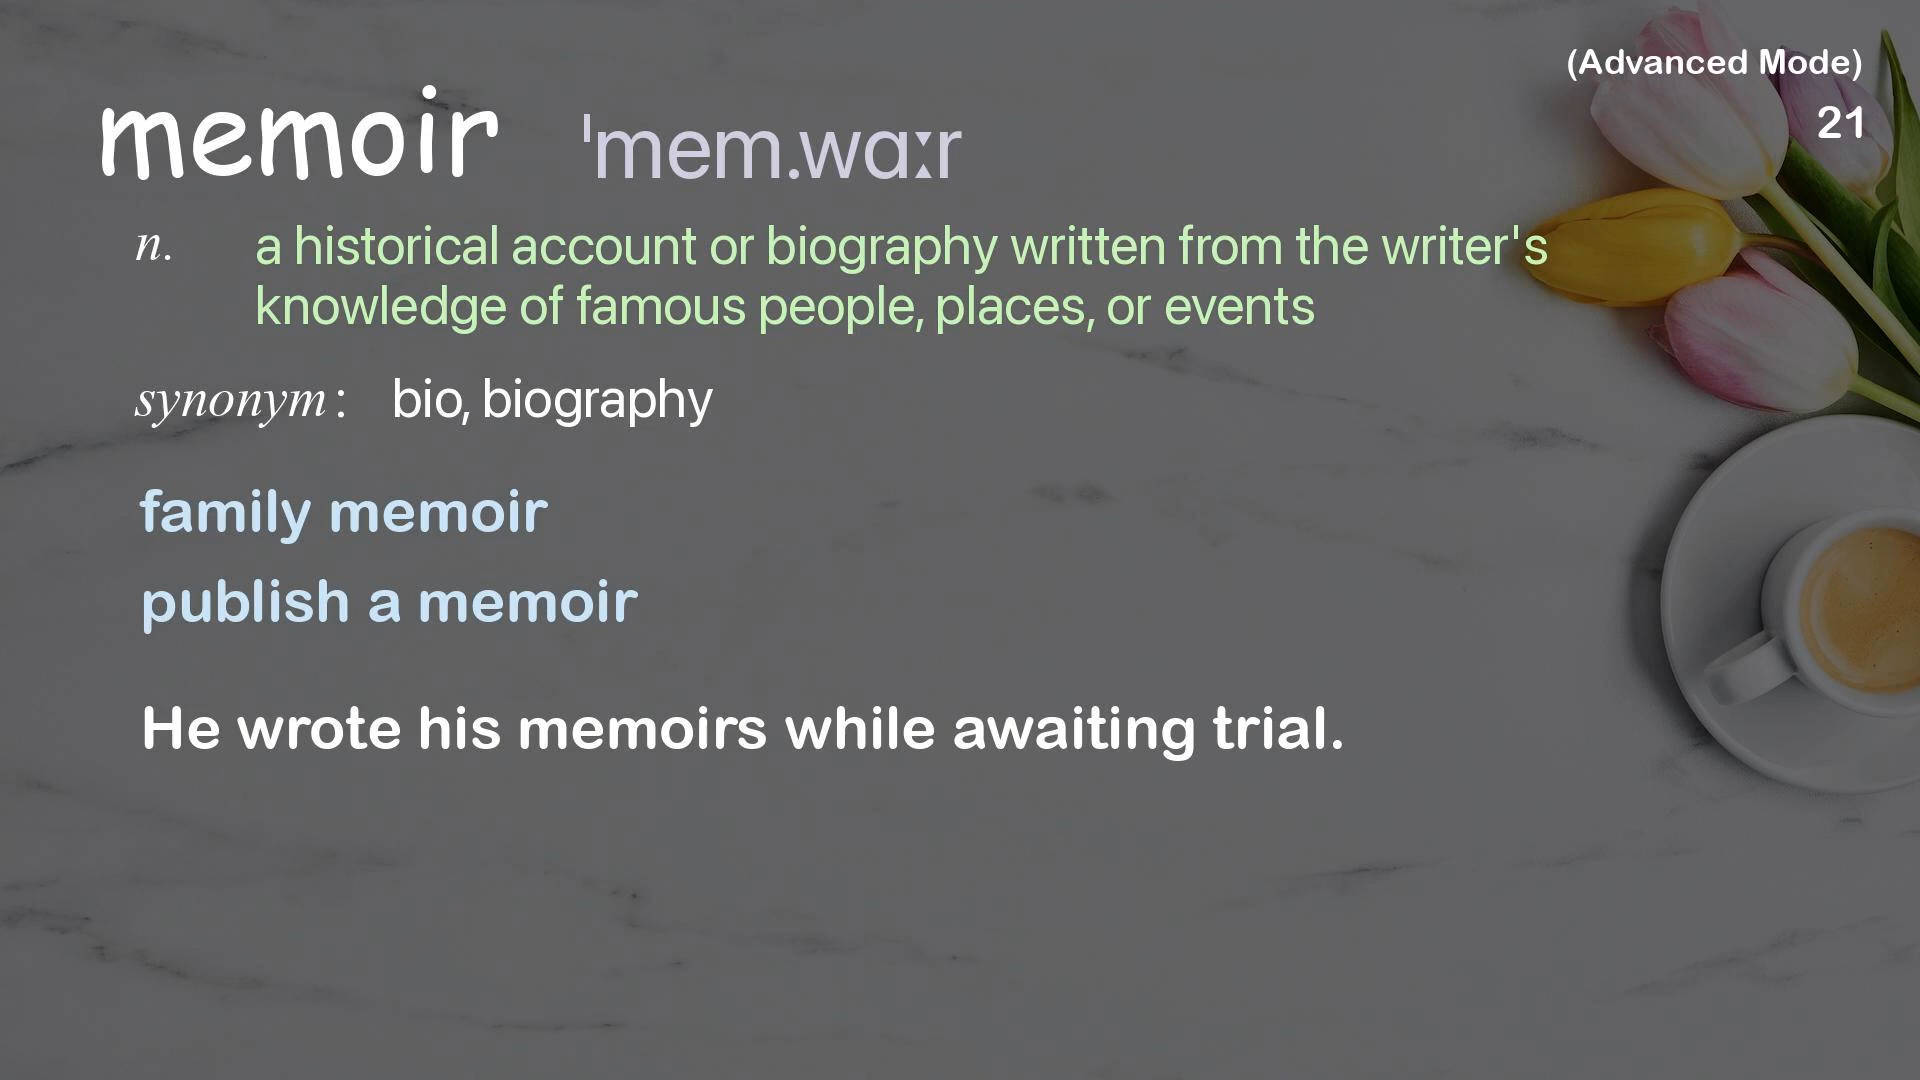 (Advanced Mode)
21
memoir ˈmem.wɑːr
n. a historical account or biography written from the writer's
knowledge of famous people, places, or events
synonym: bio, biography
family memoir
publish a memoir
He wrote his memoirs while awaiting trial.